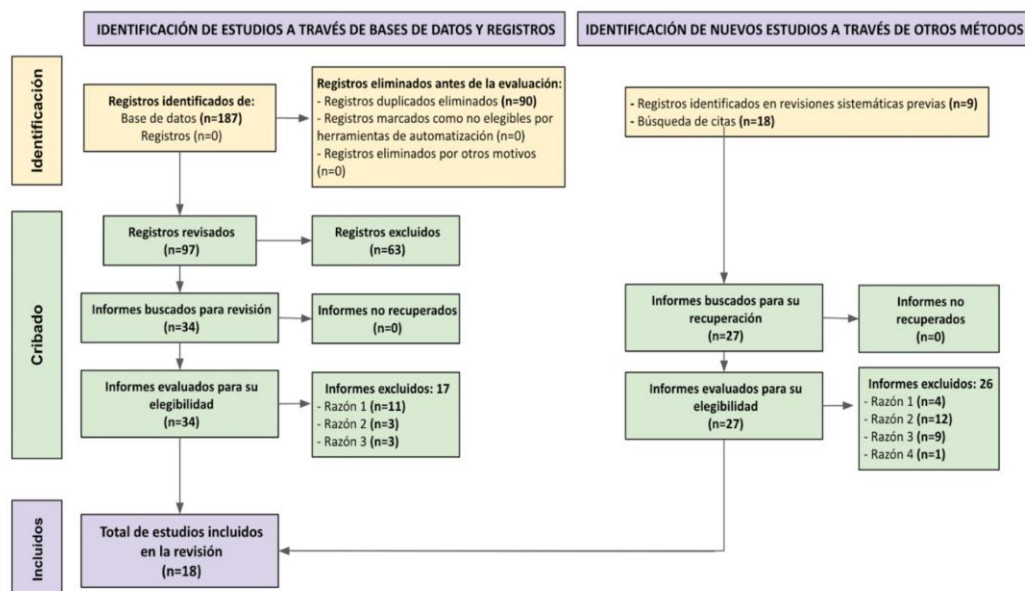 IDENTIFICACIÓN DE ESTUDIOS A TRAVÉS DE BASES DE DATOS Y REGISTROS
IDENTIFICACIÓN DE NUEVOS ESTUDIOS A TRAVÉS DE OTROS MÉTODOS
Identificación
Registros identificados de:
Base de datos (n=187)
Registros (n=0)
Registros eliminados antes de la evaluación:
- Registros duplicados eliminados (n=90)
- Registros marcados como no elegibles por
herramientas de automatización (n=0)
- Registros eliminados por otros motivos
(n=0)
- Registros identificados en revisiones sistemáticas previas (n=9)
- Búsqueda de citas (n=18)
Cribado
Registros revisados
(n=97)
Registros excluidos
(n=63)
Informes buscados para revisión
(n=34)
Informes no recuperados
(n=0)
Informes buscados para su
recuperación
(n=27)
Informes no
recuperados
(n=0)
Informes evaluados para su
elegibilidad
(n=34)
Informes excluidos: 17
- Razón 1 (n=11)
- Razón 2 (n=3)
- Razón 3 (n=3)
Informes evaluados para su
elegibilidad
(n=27)
Informes excluidos: 26
- Razón 1 (n=4)
- Razón 2 (n=12)
- Razón 3 (n=9)
- Razón 4 (n=1)
Incluidos
Total de estudios incluidos
en la revisión
(n=18)